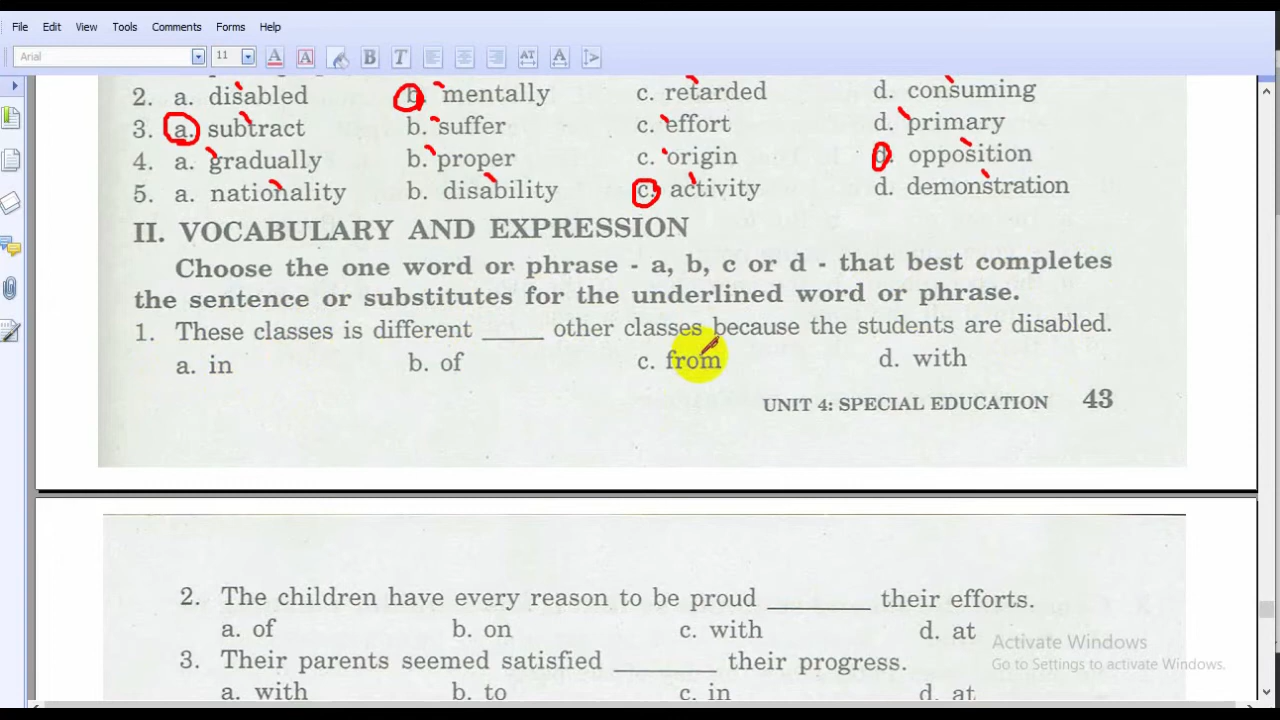 File Edit View Tools Comments Forms Help
Arial 11
2. a. disabled b. mentally c. retarded d. consuming
3. a. subtract b. suffer c. effort d. primary
4. a. gradually b. proper c. origin d. opposition
5. a. nationality b. disability c. activity d. demonstration
II. VOCABULARY AND EXPRESSION
Choose the one word or phrase - a, b, c or d - that best completes
the sentence or substitutes for the underlined word or phrase.
1. These classes is different _____ other classes because the students are disabled.
a. in b. of c. from d. with
UNIT 4: SPECIAL EDUCATION 43
2. The children have every reason to be proud ________ their efforts.
a. of b. on c. with d. at
3. Their parents seemed satisfied ________ their progress.
a. with b. to c. in d. at
Activate Windows
Go to Settings to activate Windows.